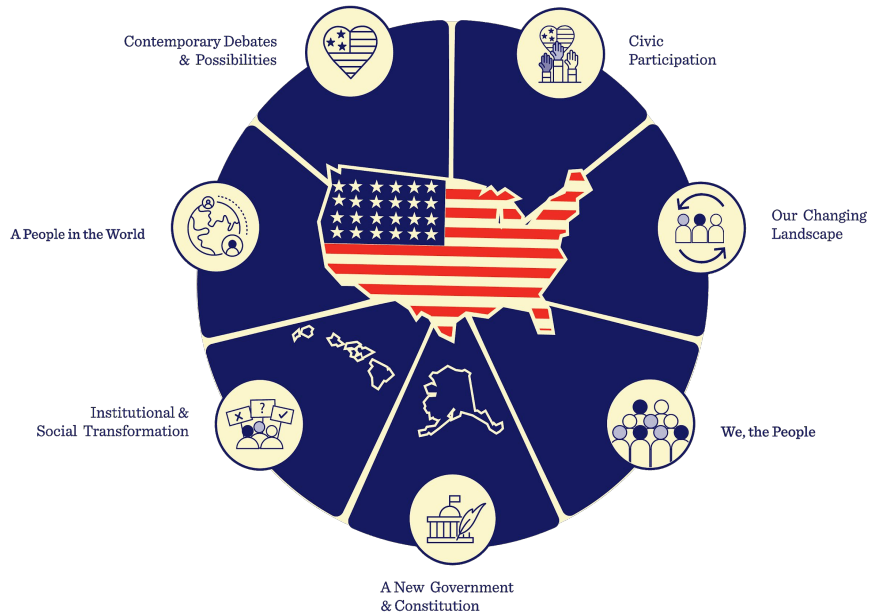 Contemporary Debates
& Possibilities
Civic
Participation
A People in the World
Our Changing
Landscape
Institutional &
Social Transformation
?
We, the People
A New Government
& Constitution